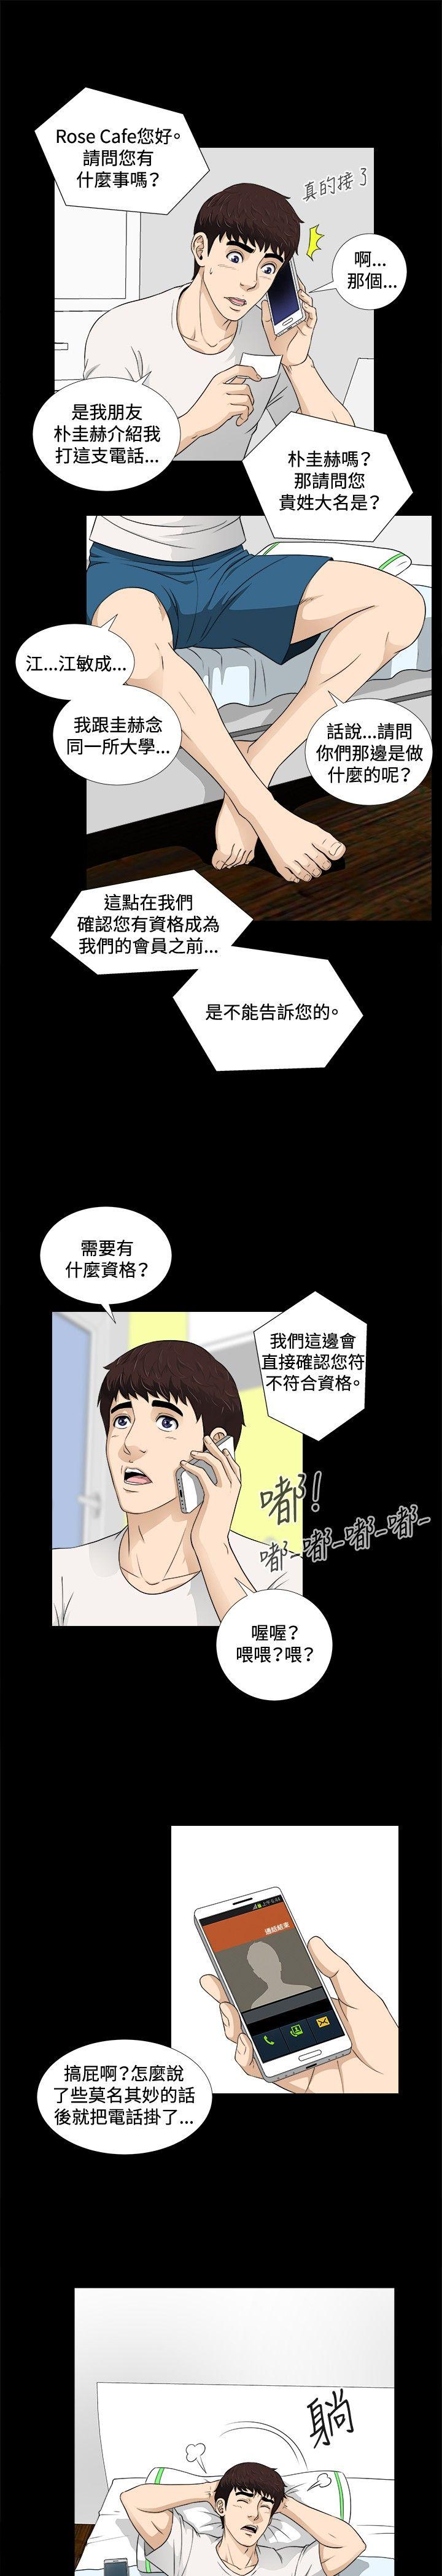 Rose Cafe您好。
請問您有
什麼事嗎？
真的接了
啊...
那個...
是我朋友
朴圭赫介紹我
打這支電話...
朴圭赫嗎？
那請問您
貴姓大名是？
江...江敏成...
我跟圭赫念
同一所大學...
話說...請問
你們那邊是做
什麼的呢？
這點在我們
確認您有資格成為
我們的會員之前...
是不能告訴您的。
需要有
什麼資格？
我們這邊會
直接確認您符
不符合資格。
嘟!
嘟-嘟-嘟-嘟-
喔喔？
喂喂？喂？
通話結束
搞屁啊？怎麼說
了些莫名其妙的話
後就把電話掛了...
躺